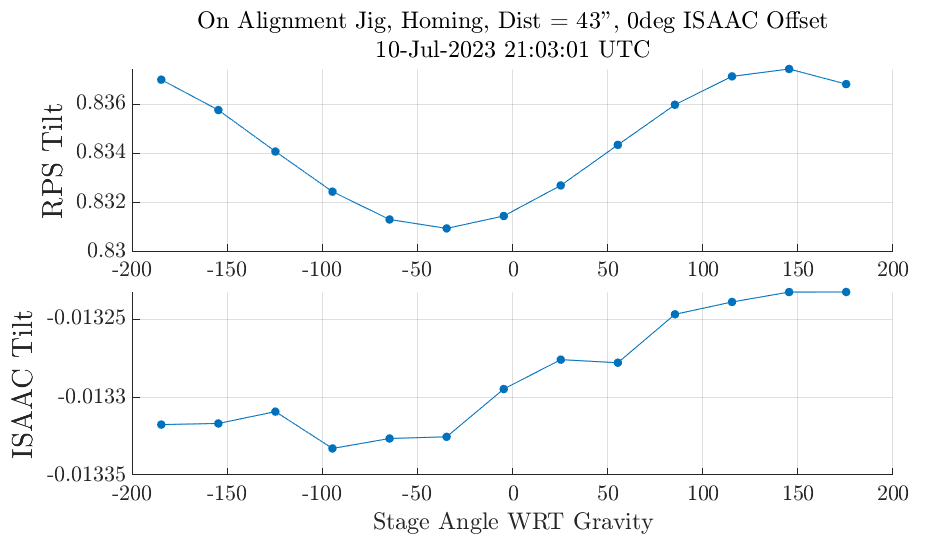 On Alignment Jig, Homing, Dist = 43", 0deg ISAAC Offset
10-Jul-2023 21:03:01 UTC
RPS Tilt
0.836
0.834
0.832
0.83
-200 -150 -100 -50 0 50 100 150 200
ISAAC Tilt
-0.01325
-0.0133
-0.01335
-200 -150 -100 -50 0 50 100 150 200
Stage Angle WRT Gravity